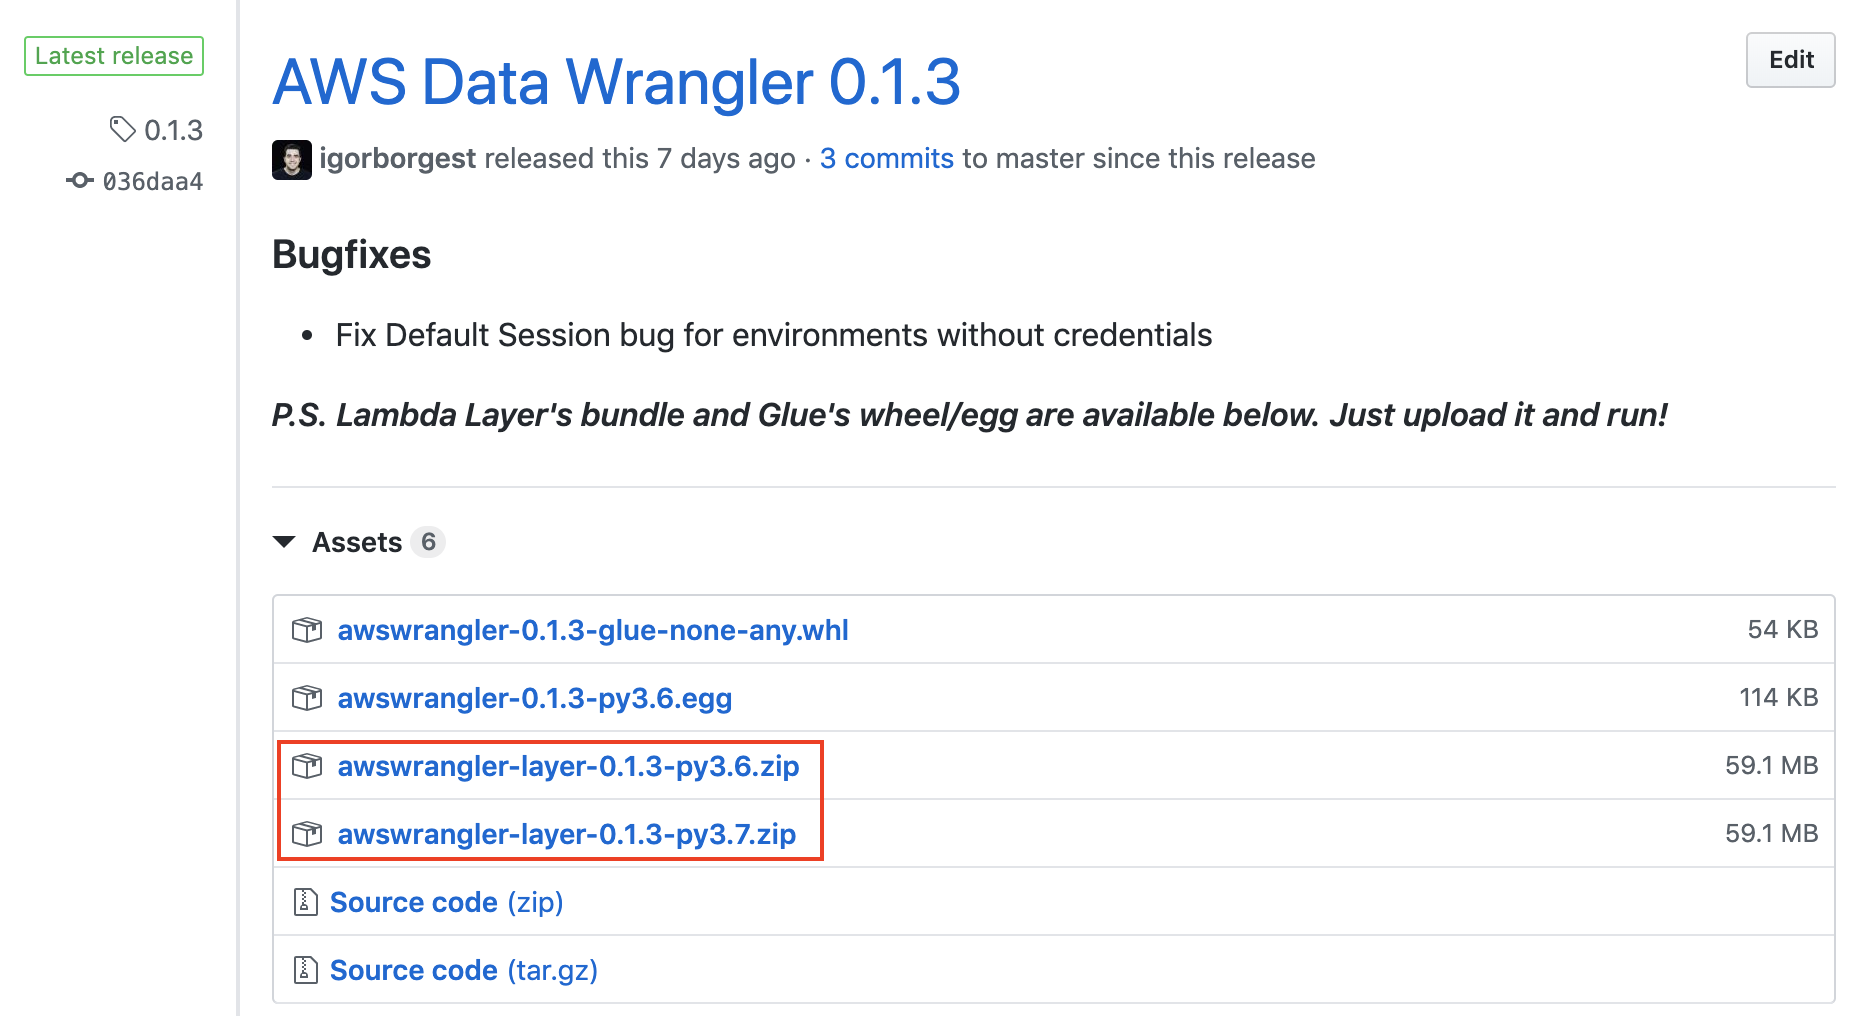 Latest release
0.1.3
036daa4
AWS Data Wrangler 0.1.3
Edit
igorborgest released this 7 days ago · 3 commits to master since this release
Bugfixes
• Fix Default Session bug for environments without credentials
P.S. Lambda Layer's bundle and Glue's wheel/egg are available below. Just upload it and run!
Assets 6
awswrangler-0.1.3-glue-none-any.whl 54 KB
awswrangler-0.1.3-py3.6.egg 114 KB
awswrangler-layer-0.1.3-py3.6.zip 59.1 MB
awswrangler-layer-0.1.3-py3.7.zip 59.1 MB
Source code (zip)
Source code (tar.gz)